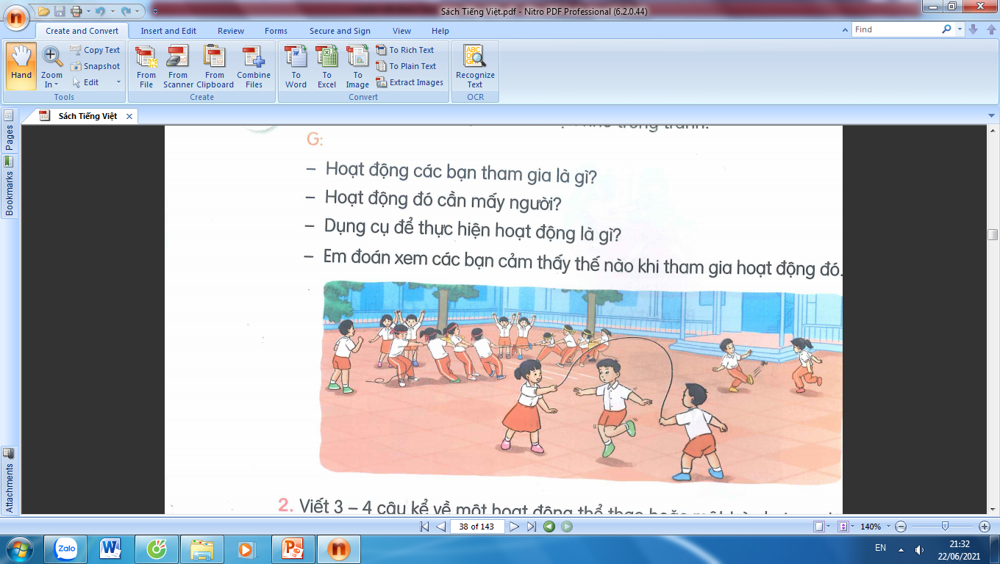 Sách Tiếng Việt.pdf - Nitro PDF Professional (6.2.0.44)
Create and Convert Insert and Edit Review Forms Secure and Sign View Help Find
Hand
Zoom In
Copy Text
Snapshot
Edit
Tools
From File
From Scanner
From Clipboard
Combine Files
Create
To Word
To Excel
To Image
To Rich Text
To Plain Text
Extract Images
Convert
Recognize Text
OCR
Sách Tiếng Việt
Pages
Bookmarks
Attachments
trong tranh.
G:
– Hoạt động các bạn tham gia là gì?
– Hoạt động đó cần mấy người?
– Dụng cụ để thực hiện hoạt động là gì?
– Em đoán xem các bạn cảm thấy thế nào khi tham gia hoạt động đó.
2. Viết 3 – 4 câu kể về một hoạt động thể thao hoặc
38 of 143
140%
Zalo
EN
21:32
22/06/2021